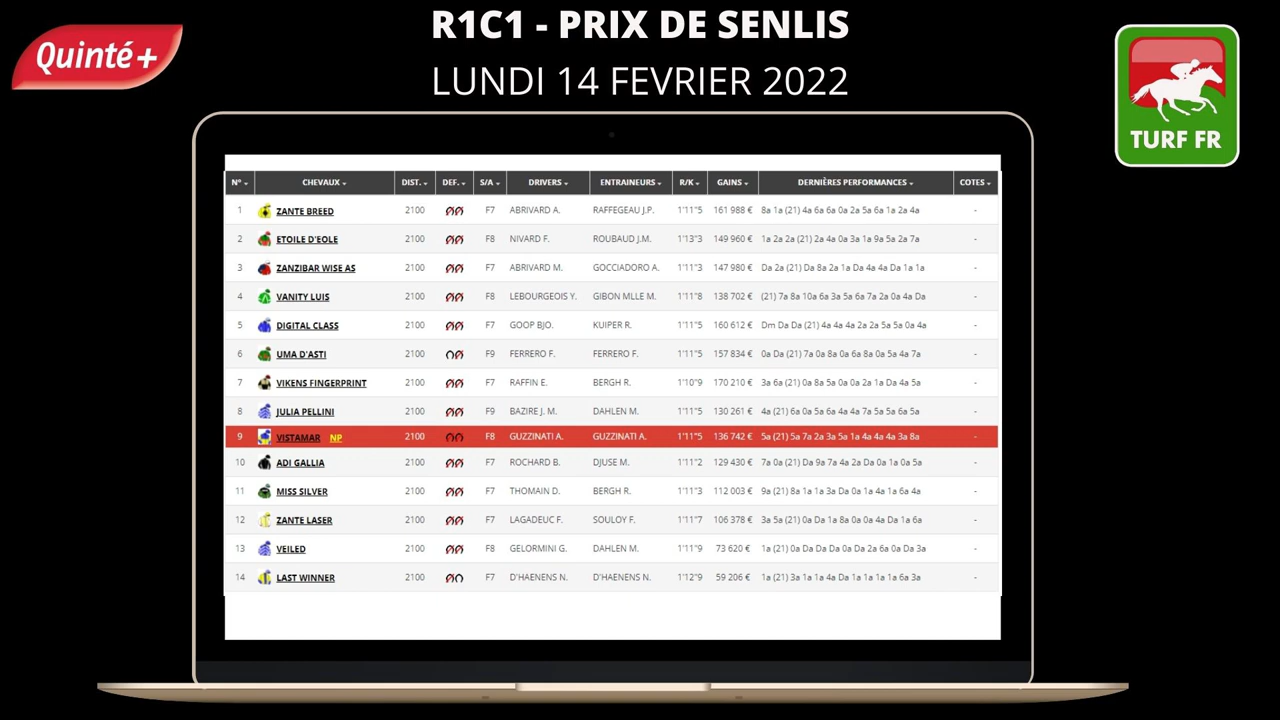 R1C1 - PRIX DE SENLIS
Quinté+
LUNDI 14 FEVRIER 2022
TURF FR
N° CHEVAUX DIST. DEF. S/A DRIVERS ENTRAINEURS R/K GAINS DERNIÈRES PERFORMANCES COTES
1 ZANTE BREED 2100 F7 ABRIVARD A. RAFFEGEAU J.P. 1'11"5 161 988 € 8a 1a (21) 4a 6a 6a 0a 2a 5a 6a 1a 2a 4a -
2 ETOILE D'EOLE 2100 F8 NIVARD F. ROUBAUD J.M. 1'13"3 149 960 € 1a 2a 2a (21) 2a 4a 0a 3a 1a 9a 5a 2a 7a -
3 ZANZIBAR WISE AS 2100 F7 ABRIVARD M. GOCCIADORO A. 1'11"3 147 980 € Da 2a (21) Da 8a 2a 1a Da 4a 4a Da 1a 1a -
4 VANITY LUIS 2100 F8 LEBOURGEOIS Y. GIBON MLLE M. 1'11"8 138 702 € (21) 7a 8a 10a 6a 3a 5a 6a 7a 2a 0a 4a Da -
5 DIGITAL CLASS 2100 F7 GOOP BJO. KUIPER R. 1'11"5 160 612 € Dm Da Da (21) 4a 4a 4a 2a 2a 5a 5a 0a 4a -
6 UMA D'ASTI 2100 F9 FERRERO F. FERRERO F. 1'11"5 157 834 € 0a Da (21) 7a 0a 8a 0a 6a 8a 0a 5a 4a 7a -
7 VIKENS FINGERPRINT 2100 F7 RAFFIN E. BERGH R. 1'10"9 170 210 € 3a 6a (21) 0a 8a 5a 0a 0a 2a 1a Da 4a 5a -
8 JULIA PELLINI 2100 F9 BAZIRE J. M. DAHLEN M. 1'11"5 130 261 € 4a (21) 6a 0a 5a 6a 4a 4a 7a 5a 5a 6a 5a -
9 VISTAMAR NP 2100 F8 GUZZINATI A. GUZZINATI A. 1'11"5 136 742 € 5a (21) 5a 7a 2a 3a 5a 1a 4a 4a 4a 3a 8a -
10 ADI GALLIA 2100 F7 ROCHARD B. DJUSE M. 1'11"2 129 430 € 7a 0a (21) Da 9a 7a 4a 2a Da 0a 1a 0a 5a -
11 MISS SILVER 2100 F7 THOMAIN D. BERGH R. 1'11"3 112 003 € 9a (21) 8a 1a 1a 3a Da 0a 1a 4a 1a 6a 4a -
12 ZANTE LASER 2100 F7 LAGADEUC F. SOULOY F. 1'11"7 106 378 € 3a 5a (21) 0a Da 1a 8a 0a 0a 4a Da 1a 6a -
13 VEILED 2100 F8 GELORMINI G. DAHLEN M. 1'11"9 73 620 € 1a (21) 0a Da Da Da 0a Da 2a 6a 0a Da 3a -
14 LAST WINNER 2100 F7 D'HAENENS N. D'HAENENS N. 1'12"9 59 206 € 1a (21) 3a 1a 1a 4a Da 1a 1a 1a 1a 6a 3a -